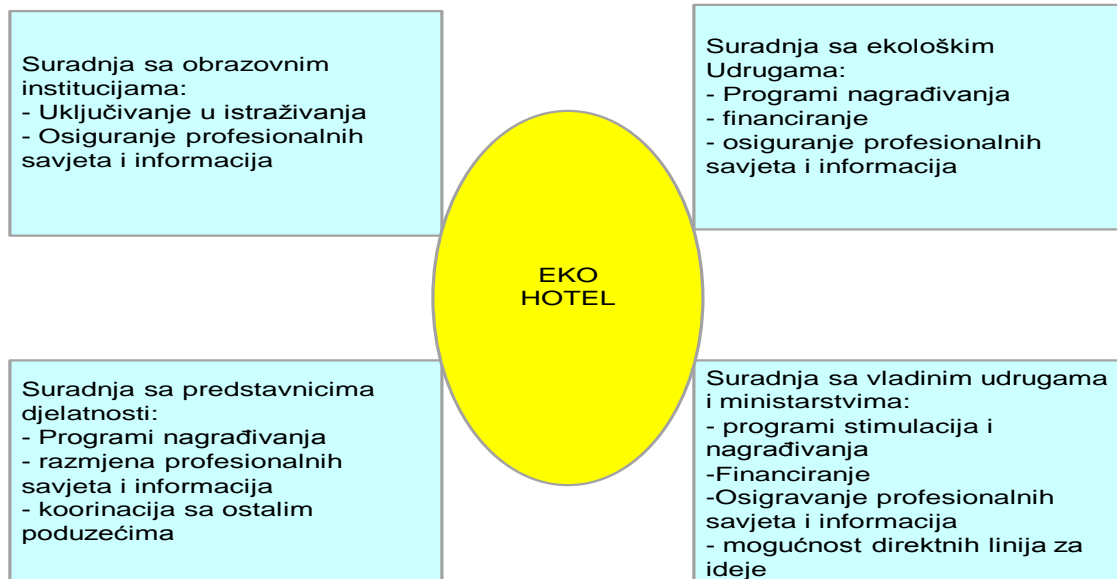 Suradnja sa obrazovnim
institucijama:
- Uključivanje u istraživanja
- Osiguranje profesionalnih
savjeta i informacija
Suradnja sa ekološkim
Udrugama:
- Programi nagrađivanja
- financiranje
- osiguranje profesionalnih
savjeta i informacija
EKO
HOTEL
Suradnja sa predstavnicima
djelatnosti:
- Programi nagrađivanja
- razmjena profesionalnih
savjeta i informacija
- koorinacija sa ostalim
poduzećima
Suradnja sa vladinim udrugama
i ministarstvima:
- programi stimulacija i
nagrađivanja
-Financiranje
-Osigravanje profesionalnih
savjeta i informacija
- mogućnost direktnih linija za
ideje